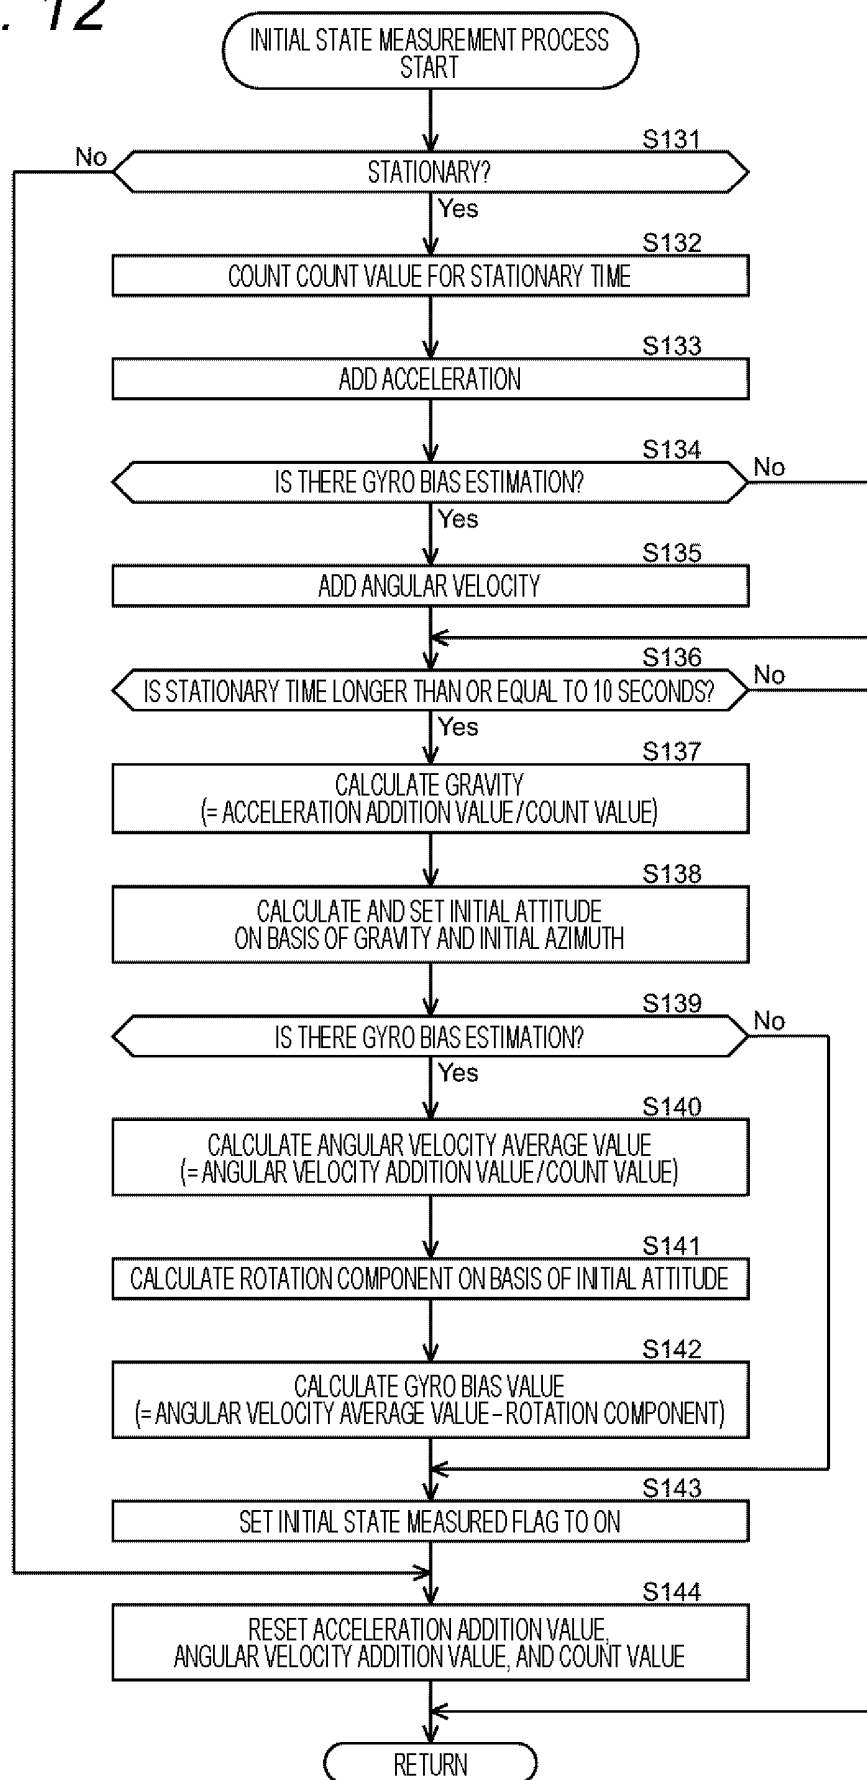 . 12
INITIAL STATE MEASUREMENT PROCESS
START
S131
No
STATIONARY?
Yes
S132
COUNT COUNT VALUE FOR STATIONARY TIME
S133
ADD ACCELERATION
S134
No
IS THERE GYRO BIAS ESTIMATION?
Yes
S135
ADD ANGULAR VELOCITY
S136
No
IS STATIONARY TIME LONGER THAN OR EQUAL TO 10 SECONDS?
Yes
S137
CALCULATE GRAVITY
(= ACCELERATION ADDITION VALUE/COUNT VALUE)
S138
CALCULATE AND SET INITIAL ATTITUDE
ON BASIS OF GRAVITY AND INITIAL AZIMUTH
S139
No
IS THERE GYRO BIAS ESTIMATION?
Yes
S140
CALCULATE ANGULAR VELOCITY AVERAGE VALUE
(= ANGULAR VELOCITY ADDITION VALUE/COUNT VALUE)
S141
CALCULATE ROTATION COMPONENT ON BASIS OF INITIAL ATTITUDE
S142
CALCULATE GYRO BIAS VALUE
(= ANGULAR VELOCITY AVERAGE VALUE–ROTATION COMPONENT)
S143
SET INITIAL STATE MEASURED FLAG TO ON
S144
RESET ACCELERATION ADDITION VALUE,
ANGULAR VELOCITY ADDITION VALUE, AND COUNT VALUE
RETURN